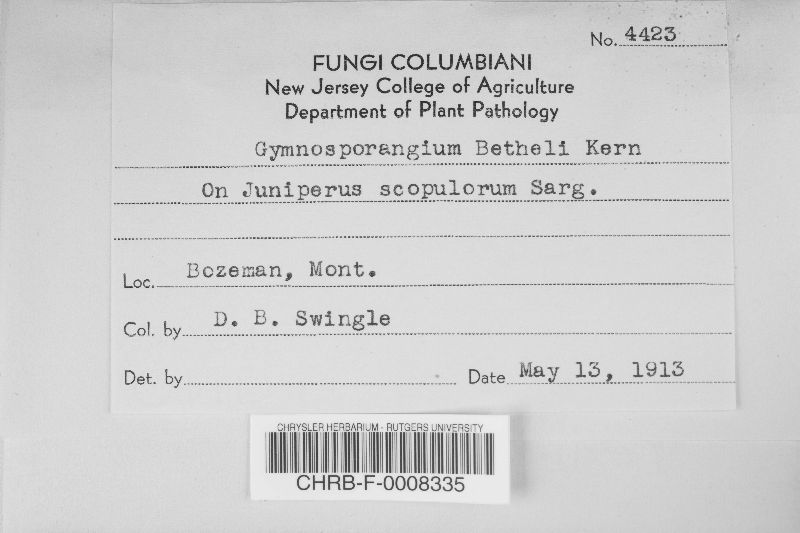 No. 4423
FUNGI COLUMBIANI
New Jersey College of Agriculture
Department of Plant Pathology
Gymnosporangium Betheli Kern
On Juniperus scopulorum Sarg.
Loc. Bozeman, Mont.
Col. by D. B. Swingle
Det. by
Date May 13, 1913
CHRYSLER HERBARIUM - RUTGERS UNIVERSITY
CHRB-F-0008335